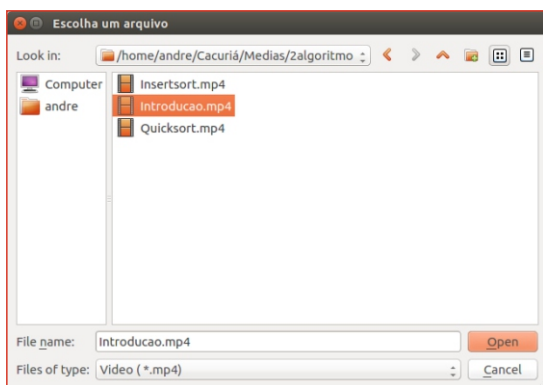 Escolha um arquivo
Look in: /home/andre/Cacuriá/Medias/2algoritmo
Computer
andre
Insertsort.mp4
Introducao.mp4
Quicksort.mp4
File name: Introducao.mp4 Open
Files of type: Video ( *.mp4) Cancel